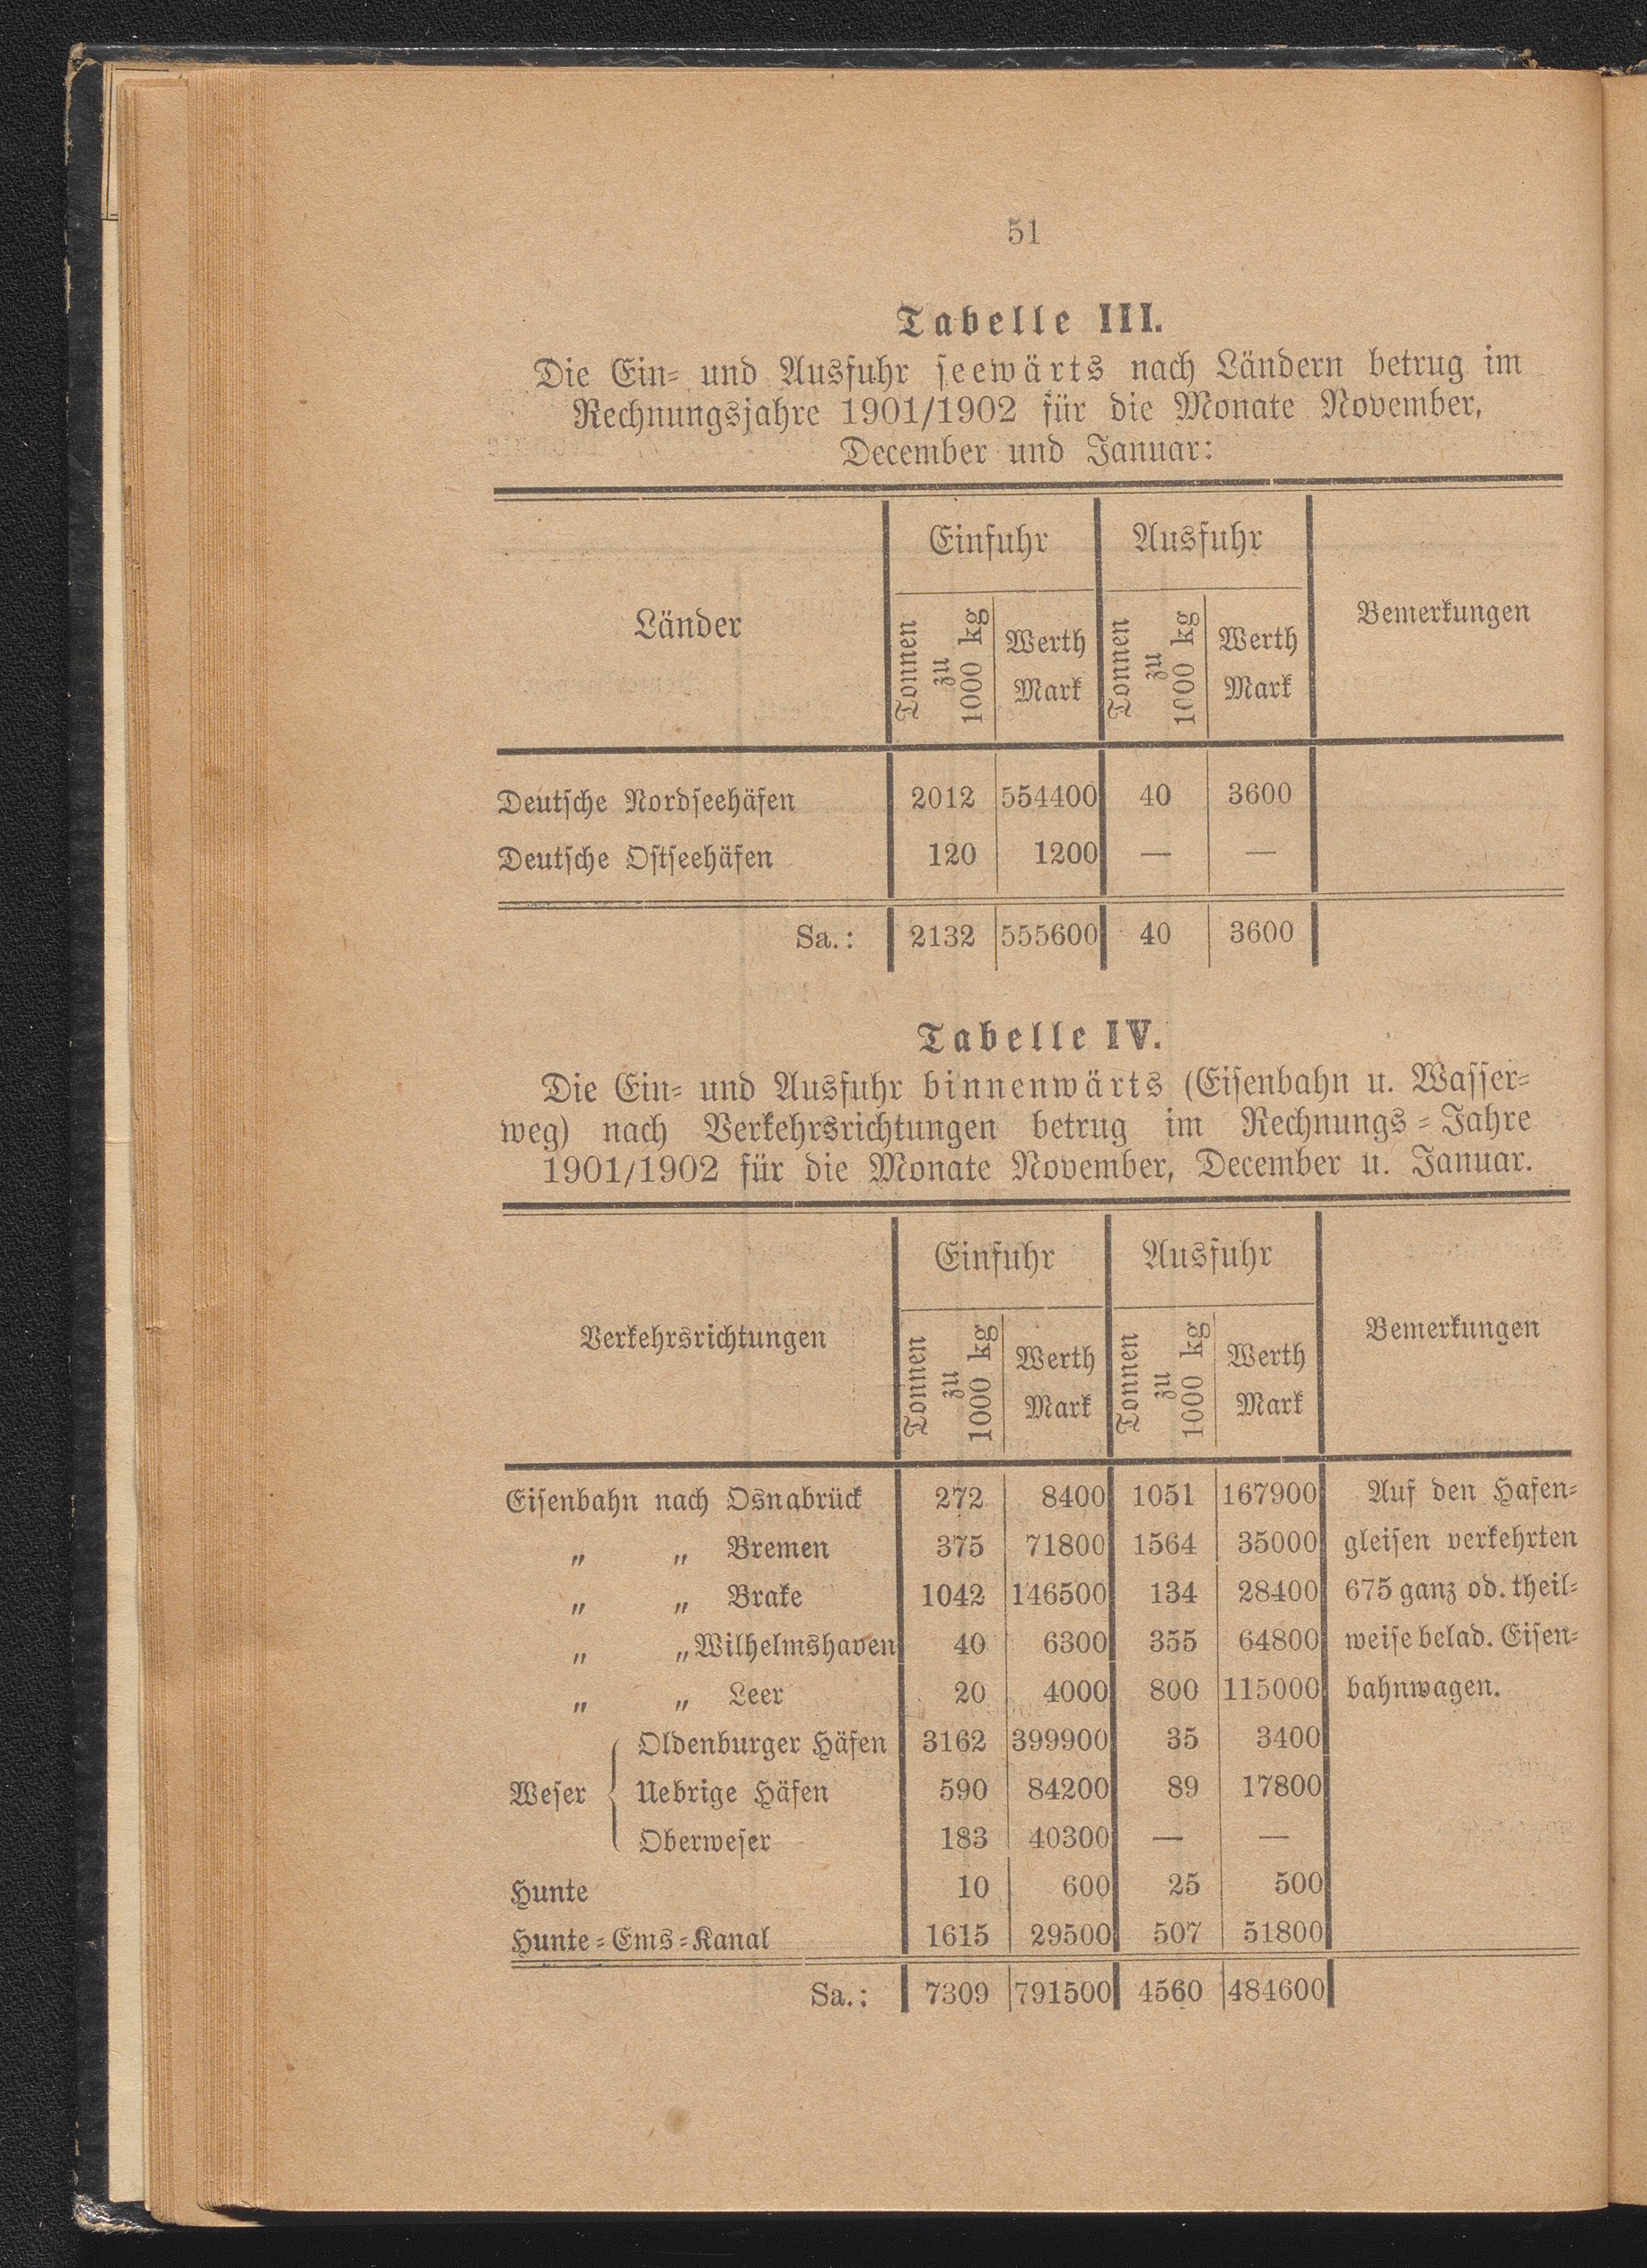 51
Tabelle III.
Die Ein- und Ausfuhr seewärts nach Ländern betrug im
Rechnungsjahre 1901/1902 für die Monate November,
December und Januar:
Länder
Einfuhr
Ausfuhr
Bemerkungen
Tonnen
zu
1000 kg
Werth
Mark
Tonnen
zu
1000 kg
Werth
Mark
Deutsche Nordseehäfen 2012 554400 40 3600
Deutsche Ostseehäfen 120 1200 — —
Sa.: 2132 555600 40 3600
Tabelle IV.
Die Ein- und Ausfuhr binnenwärts (Eisenbahn u. Wasser-
weg) nach Verkehrsrichtungen betrug im Rechnungs-Jahre
1901/1902 für die Monate November, December u. Januar.
Verkehrsrichtungen
Einfuhr
Ausfuhr
Bemerkungen
Tonnen
zu
1000 kg
Werth
Mark
Tonnen
zu
1000 kg
Werth
Mark
Eisenbahn nach Osnabrück 272 8400 1051 167900 Auf den Hafen-
„ „ Bremen 375 71800 1564 35000 gleisen verkehrten
„ „ Brake 1042 146500 134 28400 675 ganz od. theil-
„ „ Wilhelmshaven 40 6300 355 64800 weise belad. Eisen-
„ „ Leer 20 4000 800 115000 bahnwagen.
Oldenburger Häfen 3162 399900 35 3400
Weser Uebrige Häfen 590 84200 89 17800
Oberweser 183 40300 — —
Hunte 10 600 25 500
Hunte-Ems-Kanal 1615 29500 507 51800
Sa.: 7309 791500 4560 484600